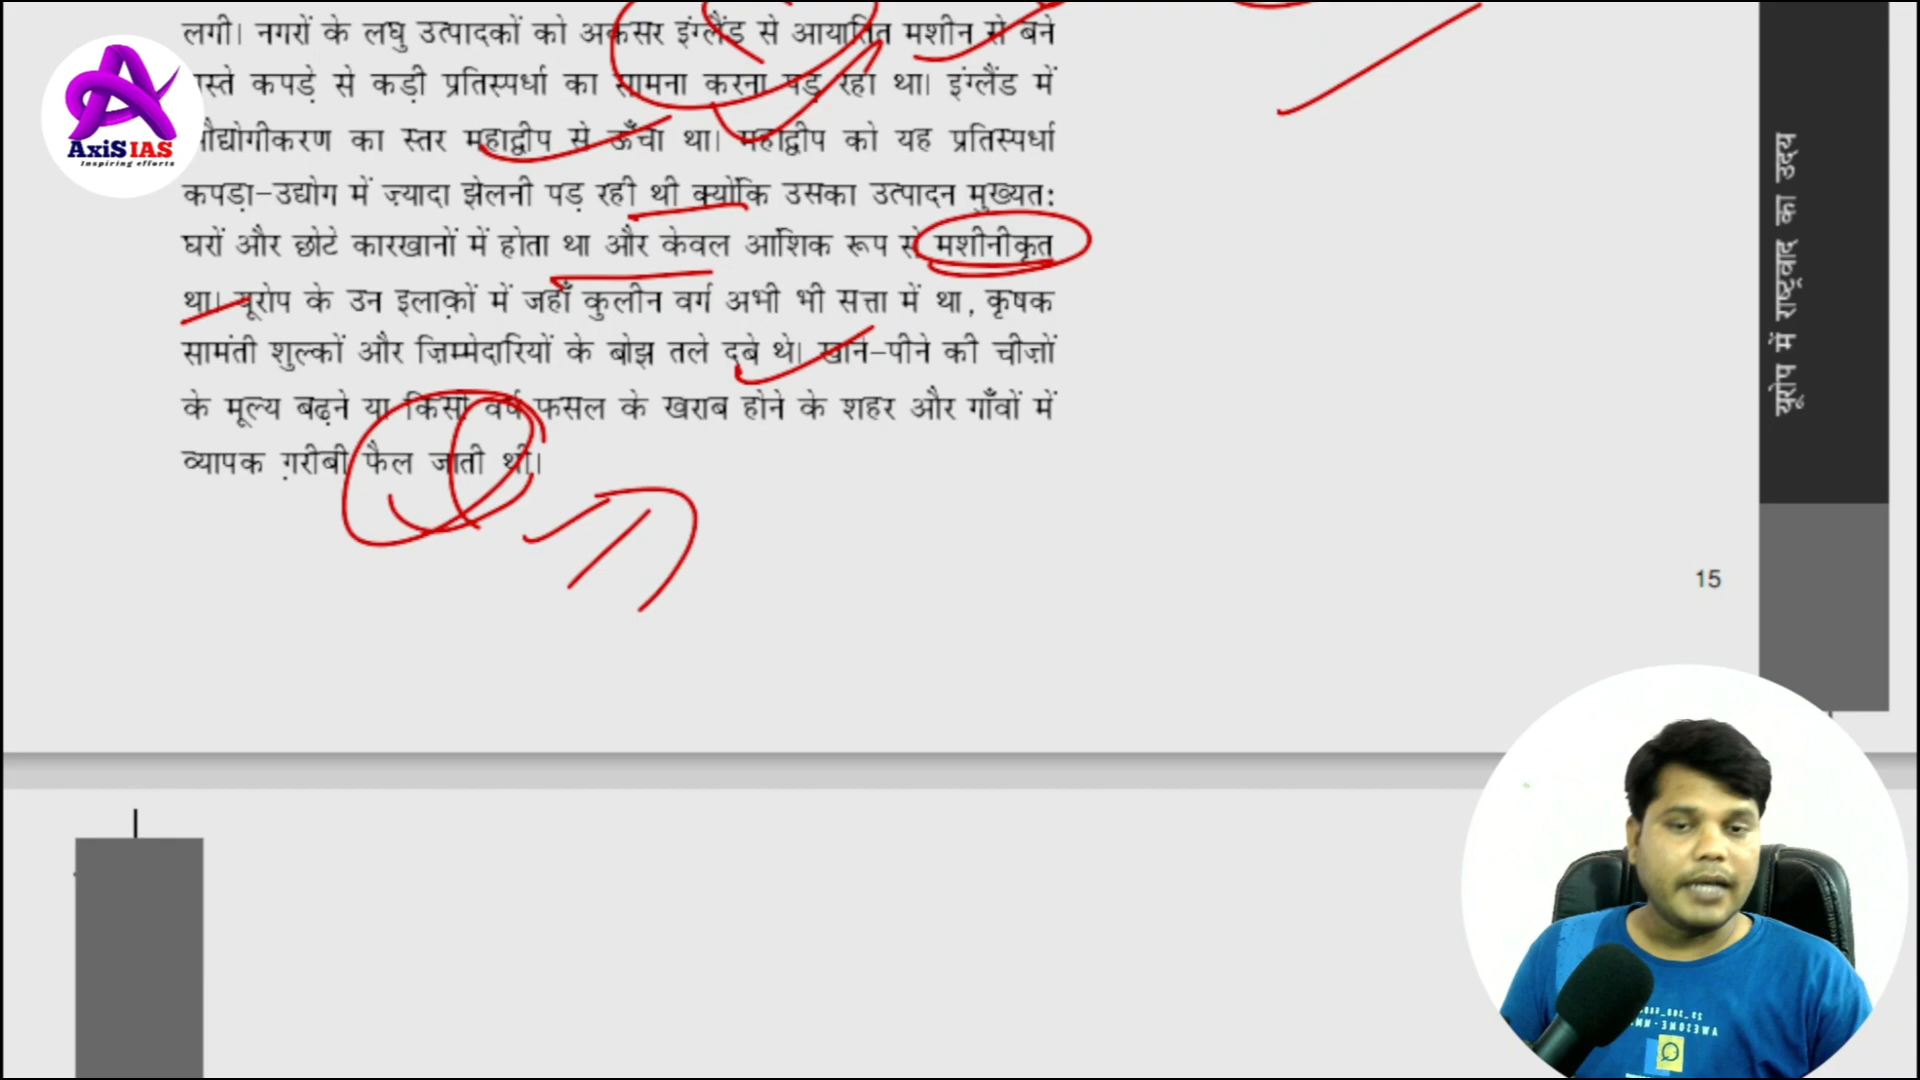 लगी। नगरों के लघु उत्पादकों को अकसर इंग्लैंड से आयातित मशीन से बने
स्ते कपड़े से कड़ी प्रतिस्पर्धा का सामना करना पड़ रहा था। इंग्लैंड में
औद्योगीकरण का स्तर महाद्वीप से ऊँचा था। महाद्वीप को यह प्रतिस्पर्धा
कपड़ा-उद्योग में ज़्यादा झेलनी पड़ रही थी क्योंकि उसका उत्पादन मुख्यत:
घरों और छोटे कारखानों में होता था और केवल आंशिक रूप से मशीनीकृत
था। यूरोप के उन इलाक़ों में जहाँ कुलीन वर्ग अभी भी सत्ता में था, कृषक
सामंती शुल्कों और ज़िम्मेदारियों के बोझ तले दबे थे। खाने-पीने की चीज़ों
के मूल्य बढ़ने या किसी वर्ष फसल के खराब होने के शहर और गाँवों में
व्यापक ग़रीबी फैल जाती थी।
15
यूरोप में राष्ट्रवाद का उदय
AxiS IAS
Inspiring efforts